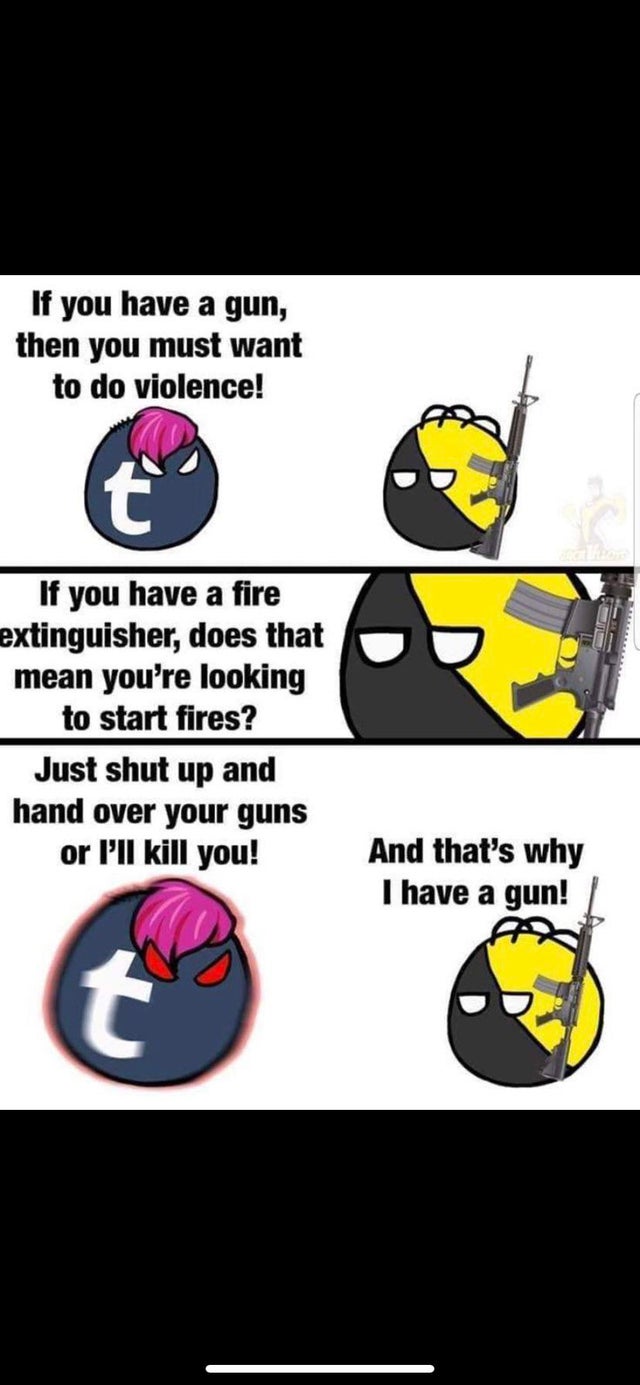 If you have a gun,
then you must want
to do violence!
t
If you have a fire
extinguisher, does that
mean you're looking
to start fires?
Just shut up and
hand over your guns
or I'll kill you!
And that's why
I have a gun!
t